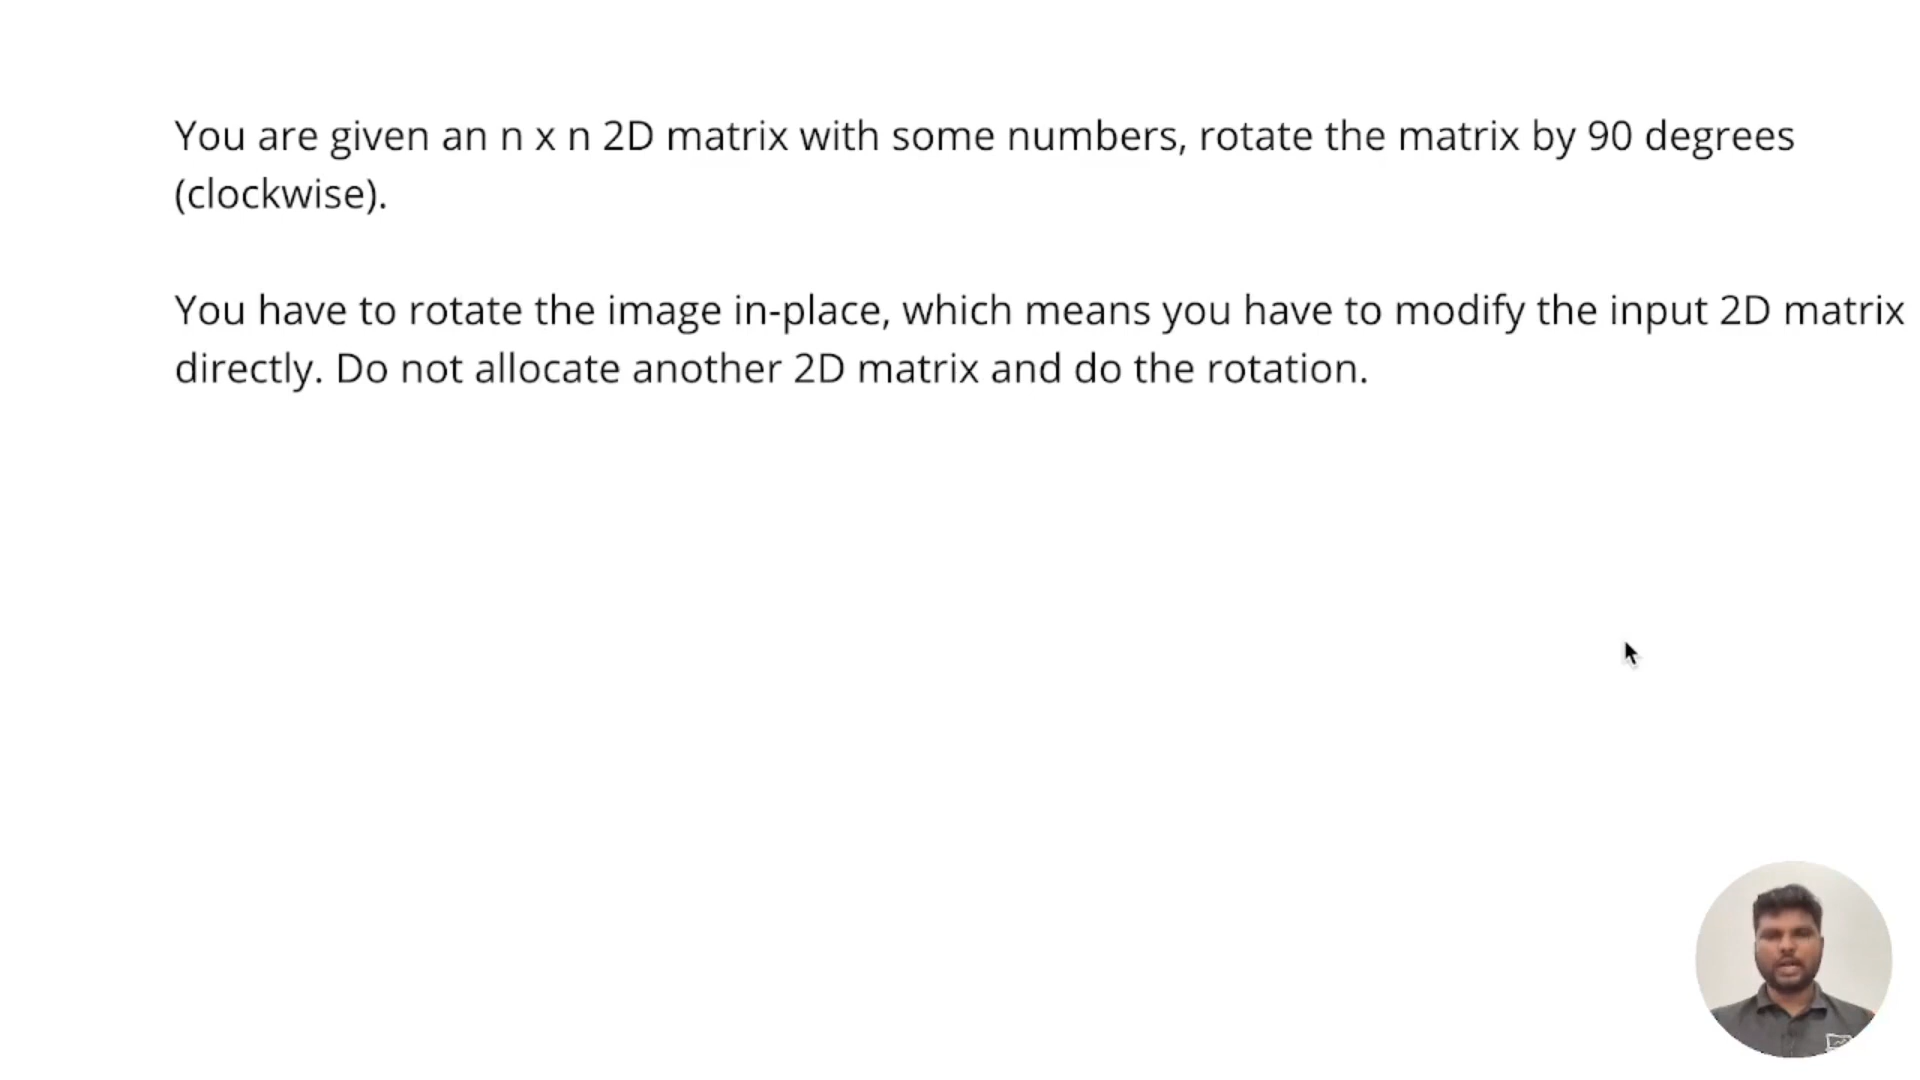 You are given an n x n 2D matrix with some numbers, rotate the matrix by 90 degrees
(clockwise).
You have to rotate the image in-place, which means you have to modify the input 2D matrix
directly. Do not allocate another 2D matrix and do the rotation.